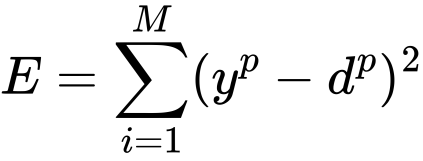 E = \sum_{i=1}^{M} (y^p - d^p)^2